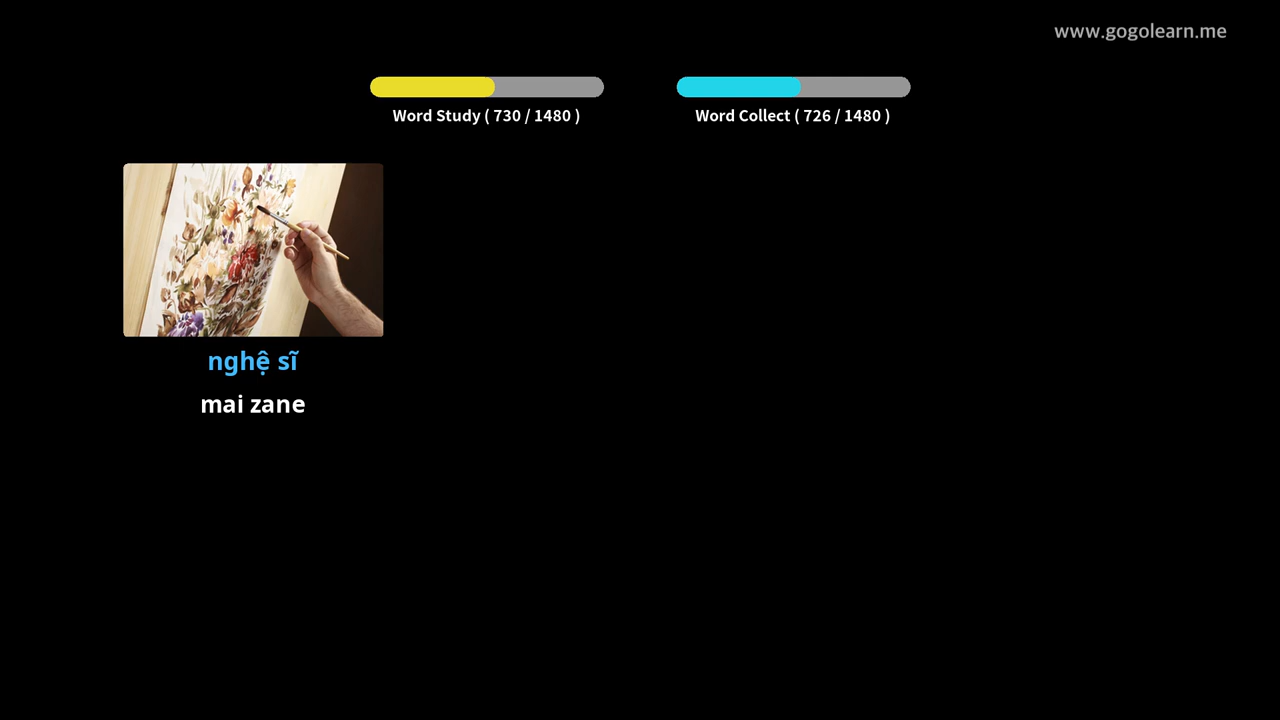 www.gogolearn.me
Word Study ( 730 / 1480 )
Word Collect ( 726 / 1480 )
nghệ sĩ
mai zane